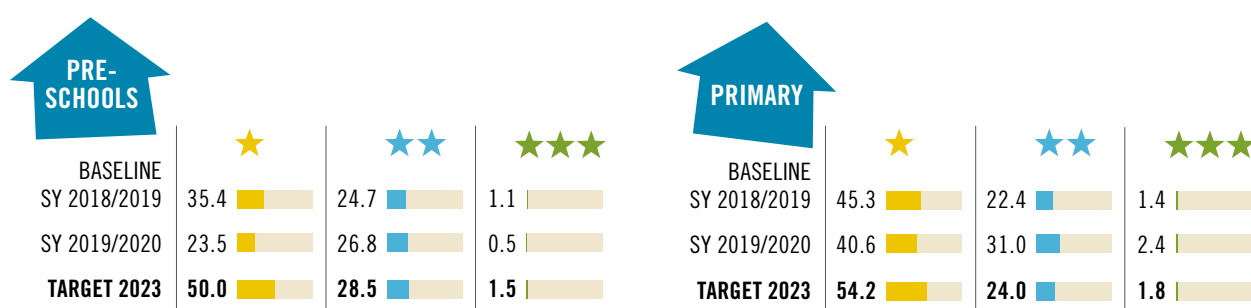 PRE-
SCHOOLS
BASELINE
SY 2018/2019 35.4 24.7 1.1
SY 2019/2020 23.5 26.8 0.5
TARGET 2023 50.0 28.5 1.5
PRIMARY
BASELINE
SY 2018/2019 45.3 22.4 1.4
SY 2019/2020 40.6 31.0 2.4
TARGET 2023 54.2 24.0 1.8